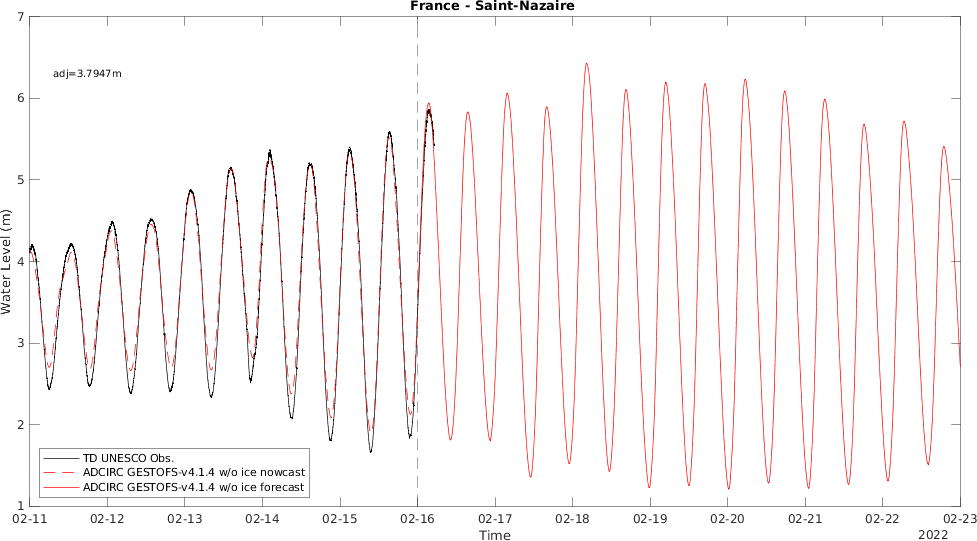 France - Saint-Nazaire
7
adj=3.7947m
6
5
4
3
2
1
Water Level (m)
TD UNESCO Obs.
ADCIRC GESTOFS-v4.1.4 w/o ice nowcast
ADCIRC GESTOFS-v4.1.4 w/o ice forecast
02-11 02-12 02-13 02-14 02-15 02-16 02-17 02-18 02-19 02-20 02-21 02-22 02-23
Time
2022